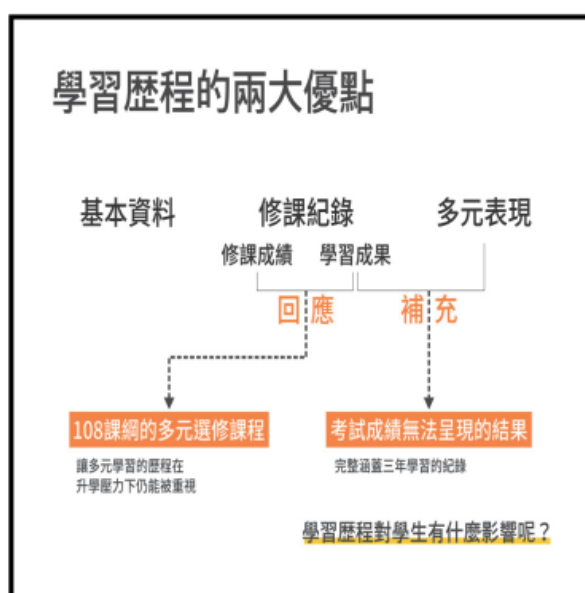 學習歷程的兩大優點
基本資料 修課紀錄 多元表現
修課成績 學習成果
回應 補充
108課綱的多元選修課程 考試成績無法呈現的結果
讓多元學習的歷程在 完整涵蓋三年學習的紀錄
升學壓力下仍能被重視
學習歷程對學生有什麼影響呢？